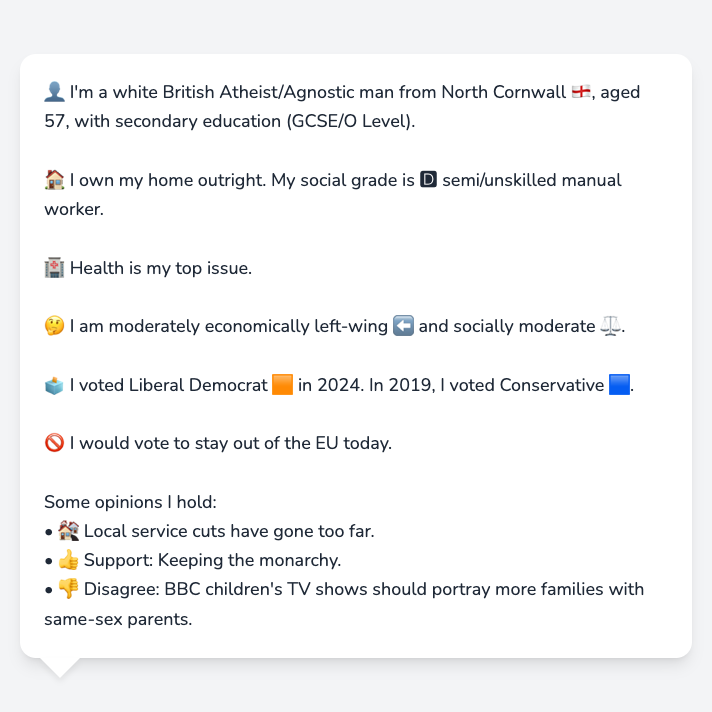 👤 I'm a white British Atheist/Agnostic man from North Cornwall 🏴󠁧󠁢󠁥󠁮󠁧󠁿, aged
57, with secondary education (GCSE/O Level).
🏠 I own my home outright. My social grade is 🅳 semi/unskilled manual
worker.
🏥 Health is my top issue.
🤔 I am moderately economically left-wing ⬅️ and socially moderate ⚖️.
🗳️ I voted Liberal Democrat 🟧 in 2024. In 2019, I voted Conservative 🟦.
🚫 I would vote to stay out of the EU today.
Some opinions I hold:
• 🏘️ Local service cuts have gone too far.
• 👍 Support: Keeping the monarchy.
• 👎 Disagree: BBC children's TV shows should portray more families with
same-sex parents.